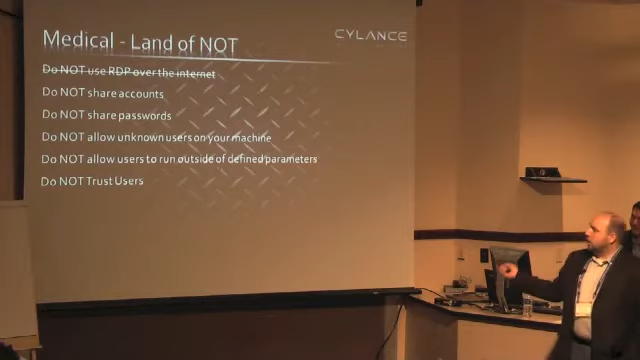 Medical - Land of NOT
CYLANCE
Do NOT use RDP over the internet
Do NOT share accounts
Do NOT share passwords
Do NOT allow unknown users on your machine
Do NOT allow users to run outside of defined parameters
Do NOT Trust Users